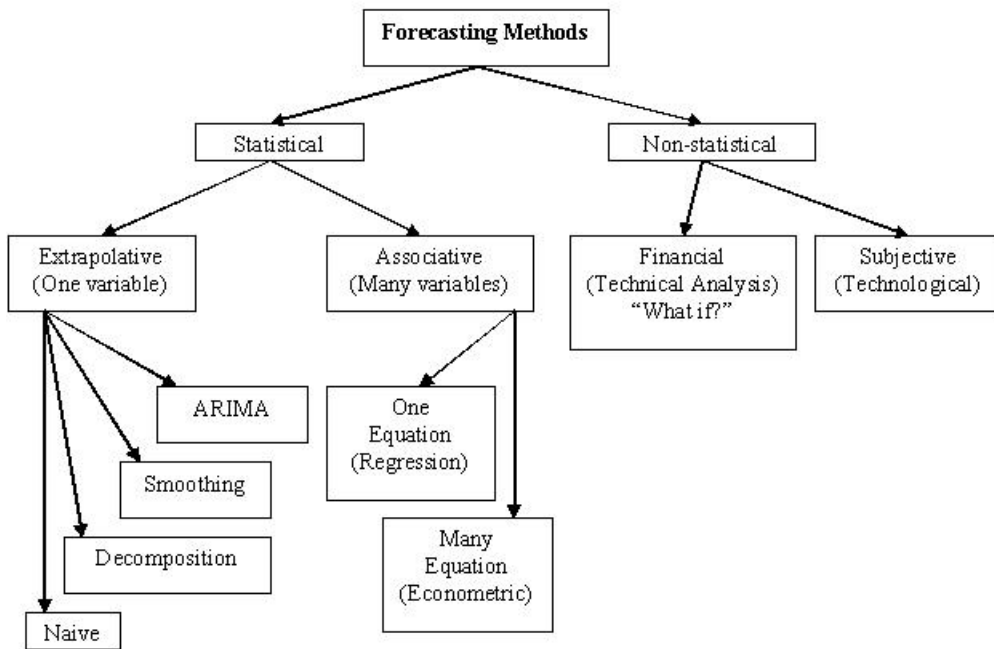 Forecasting Methods
Statistical
Non-statistical
Extrapolative
(One variable)
Associative
(Many variables)
Financial
(Technical Analysis)
“What if?”
Subjective
(Technological)
ARIMA
Smoothing
Decomposition
Naive
One
Equation
(Regression)
Many
Equation
(Econometric)